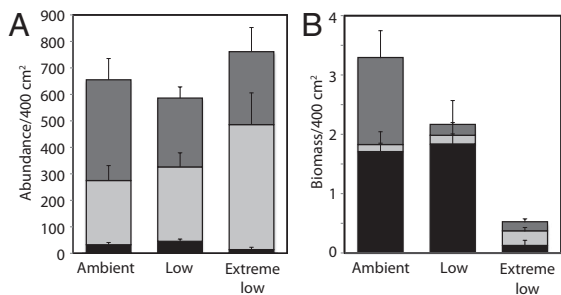 A
Abundance/400 cm²
900
800
700
600
500
400
300
200
100
0
Ambient
Low
Extreme
low
B
Biomass/400 cm²
4
3
2
1
0
Ambient
Low
Extreme
low